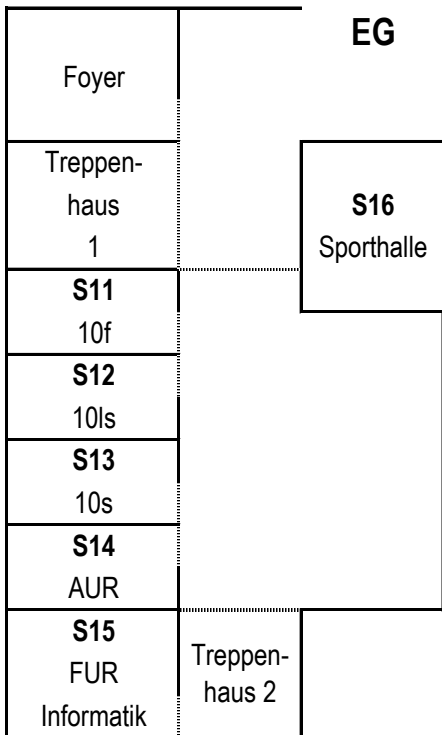 EG
Foyer
Treppen-
haus
1
S16
Sporthalle
S11
10f
S12
10ls
S13
10s
S14
AUR
S15
FUR
Informatik
Treppen-
haus 2